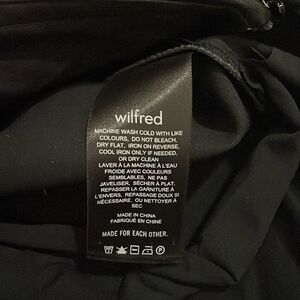 wilfred
MACHINE WASH COLD WITH LIKE
COLOURS, DO NOT BLEACH.
DRY FLAT, IRON ON REVERSE,
COOL IRON ONLY IF NEEDED.
OR DRY CLEAN
LAVER À LA MACHINE À L'EAU
FROIDE AVEC COULEURS
SEMBLABLES, NE PAS
JAVELISER, SÉCHER À PLAT,
REPASSER LA GARNITURE À
L'ENVERS, REPASSAGE DOUX SI
NÉCESSAIRE, OU NETTOYER À
SEC
MADE IN CHINA
FABRIQUÉ EN CHINE
MADE FOR EACH OTHER.